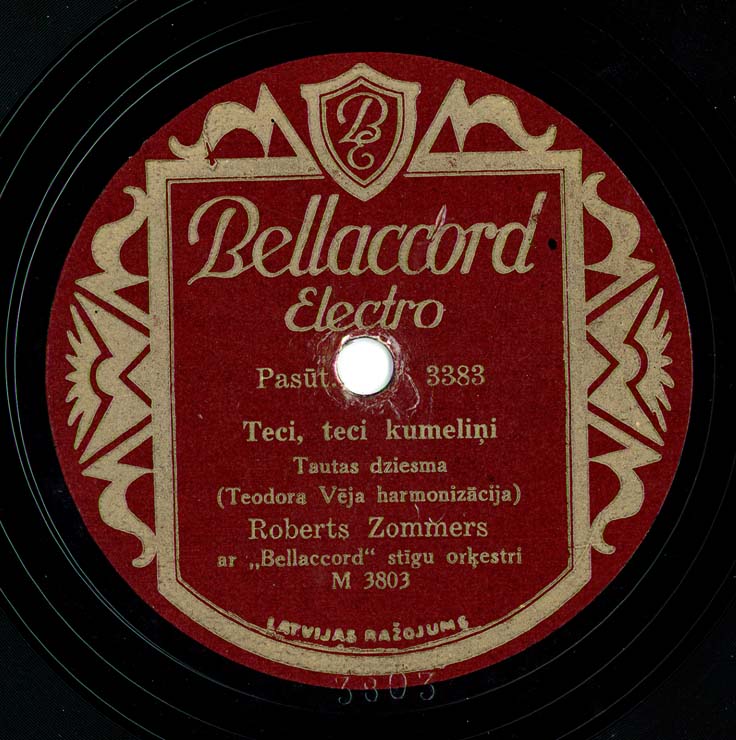 BE
Bellaccord
Electro
Pasūt. 3383
Teci, teci kumeliņi
Tautas dziesma
(Teodora Vēja harmonizācija)
Roberts Zommers
ar „Bellaccord“ stīgu orķestri
M 3803
LATVIJAS RAŽOJUMS
3803